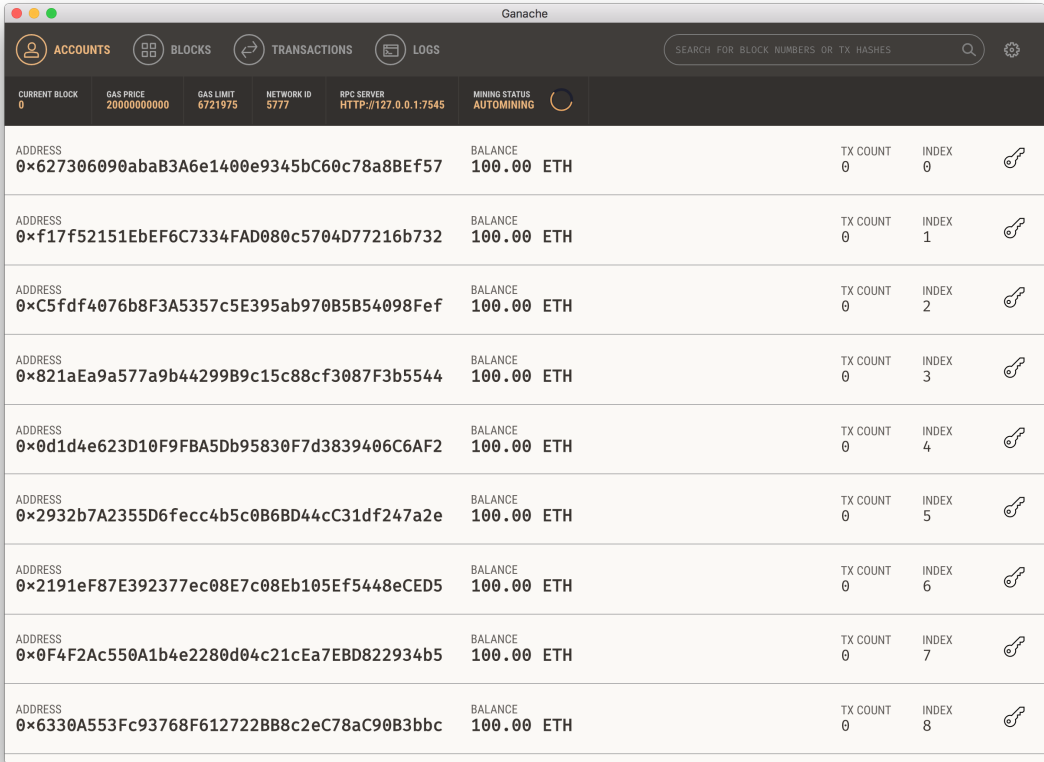 Ganache
ACCOUNTS BLOCKS TRANSACTIONS LOGS SEARCH FOR BLOCK NUMBERS OR TX HASHES
CURRENT BLOCK GAS PRICE GAS LIMIT NETWORK ID RPC SERVER MINING STATUS
0 20000000000 6721975 5777 HTTP://127.0.0.1:7545 AUTOMINING
ADDRESS BALANCE TX COUNT INDEX
0×627306090abaB3A6e1400e9345bC60c78a8BEf57 100.00 ETH 0 0
ADDRESS BALANCE TX COUNT INDEX
0×f17f52151EbEF6C7334FAD080c5704D77216b732 100.00 ETH 0 1
ADDRESS BALANCE TX COUNT INDEX
0×C5fdf4076b8F3A5357c5E395ab970B5B54098Fef 100.00 ETH 0 2
ADDRESS BALANCE TX COUNT INDEX
0×821aEa9a577a9b44299B9c15c88cf3087F3b5544 100.00 ETH 0 3
ADDRESS BALANCE TX COUNT INDEX
0×0d1d4e623D10F9FBA5Db95830F7d3839406C6AF2 100.00 ETH 0 4
ADDRESS BALANCE TX COUNT INDEX
0×2932b7A2355D6fecc4b5c0B6BD44cC31df247a2e 100.00 ETH 0 5
ADDRESS BALANCE TX COUNT INDEX
0×2191eF87E392377ec08E7c08Eb105Ef5448eCED5 100.00 ETH 0 6
ADDRESS BALANCE TX COUNT INDEX
0×0F4F2Ac550A1b4e2280d04c21cEa7EBD822934b5 100.00 ETH 0 7
ADDRESS BALANCE TX COUNT INDEX
0×6330A553Fc93768F612722BB8c2eC78aC90B3bbc 100.00 ETH 0 8